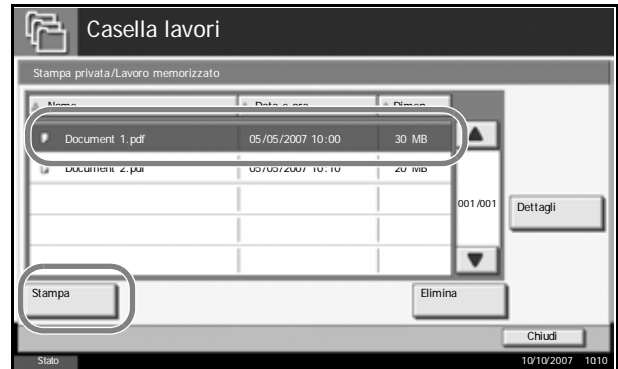 Casella lavori
Stampa privata/Lavoro memorizzato
Nome Data e ora Dimen.
Document 1.pdf 05/05/2007 10:00 30 MB
Document 2.pdf 05/05/2007 10:10 20 MB
001/001
Dettagli
Stampa Elimina
Chiudi
Stato 10/10/2007 1010